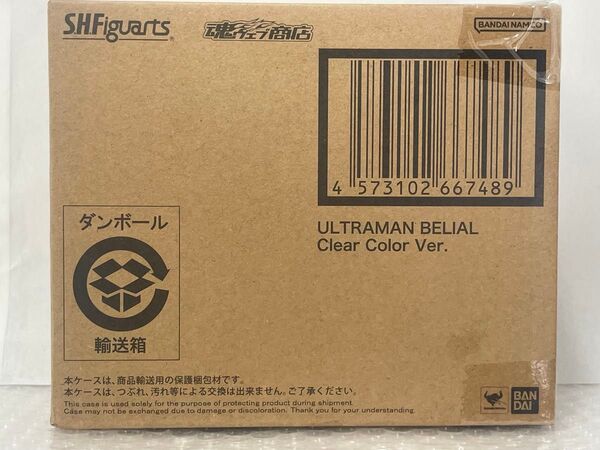 S.H.Figuarts
魂ウェブ商店
BANDAI NAMCO
4 573102 667489
ULTRAMAN BELIAL
Clear Color Ver.
ダンボール
輸送箱
本ケースは、商品輸送用の保護梱包材です。
本ケースは、つぶれ、汚れ等による交換は出来ません。ご了承ください。
This case is used solely for the purpose of protecting product during shipment.
Case may not be exchanged due to damage or discoloration. Thank you for your understanding.
BAN
DAI